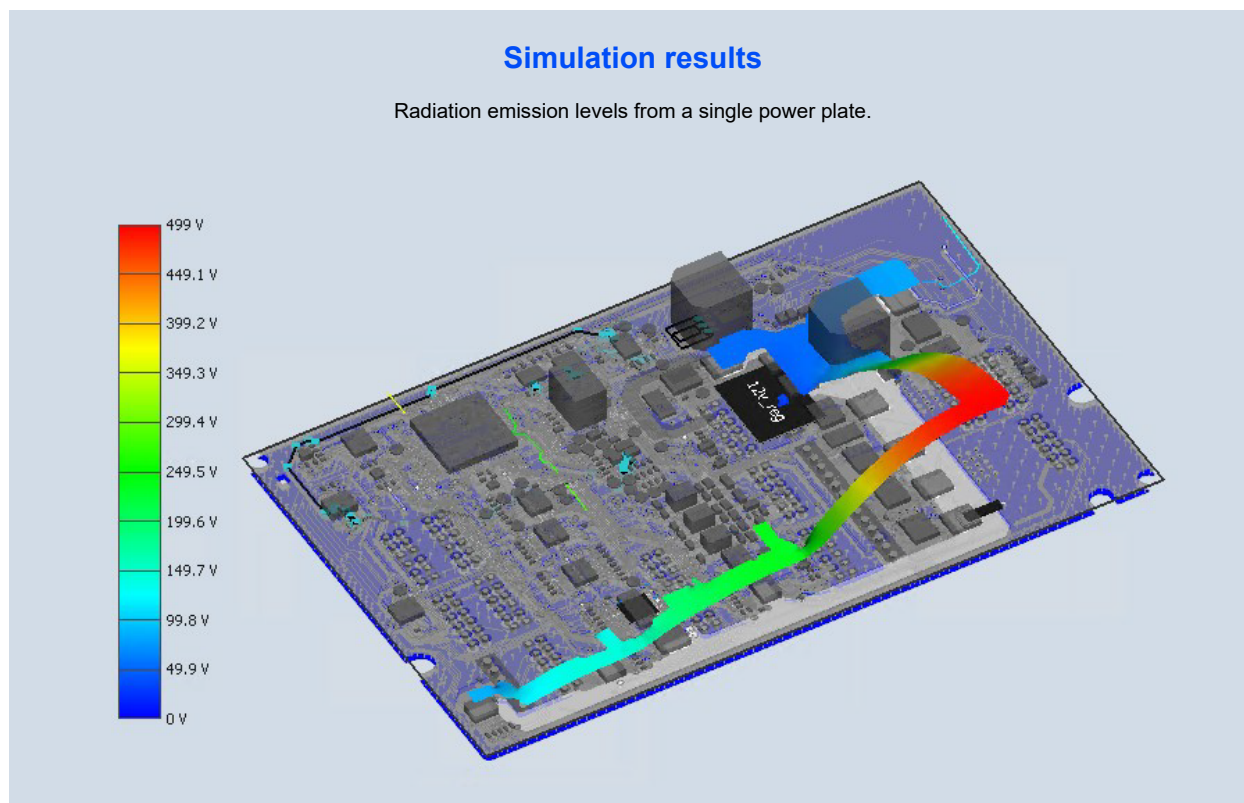 Simulation results
Radiation emission levels from a single power plate.
499 V
449.1 V
399.2 V
349.3 V
299.4 V
249.5 V
199.6 V
149.7 V
99.8 V
49.9 V
0 V
12V_reg